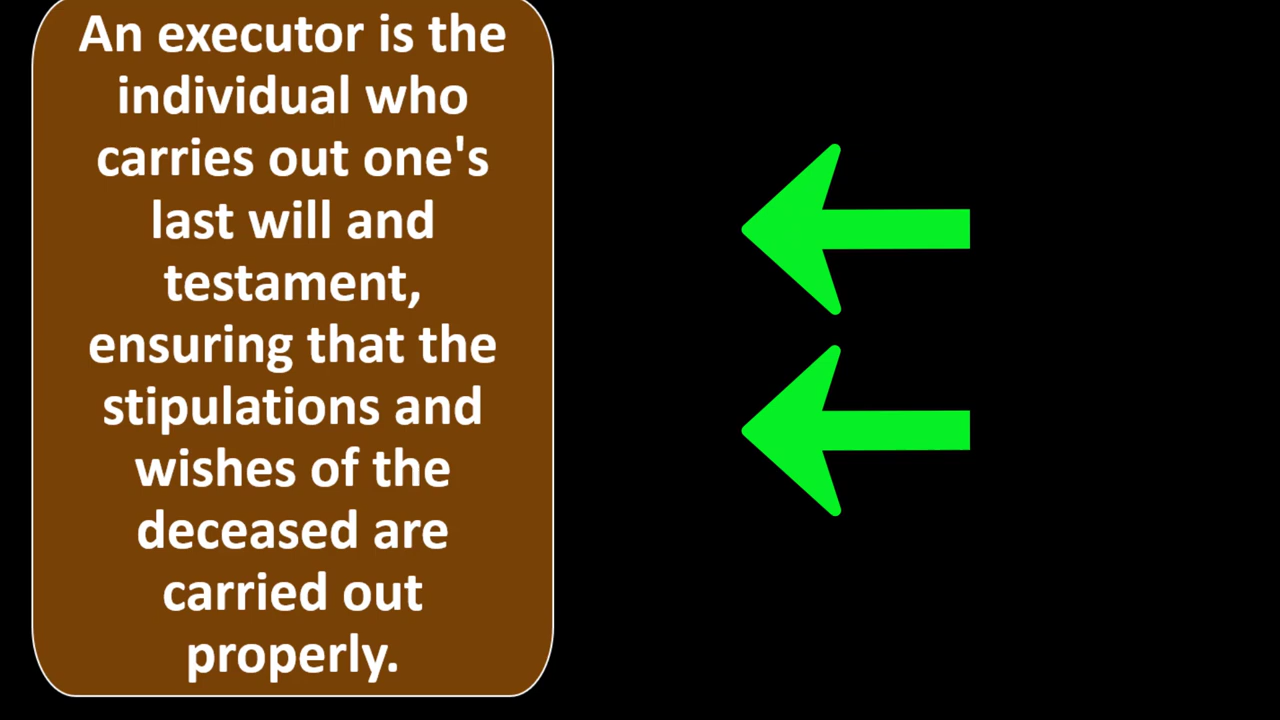 An executor is the
individual who
carries out one's
last will and
testament,
ensuring that the
stipulations and
wishes of the
deceased are
carried out
properly.